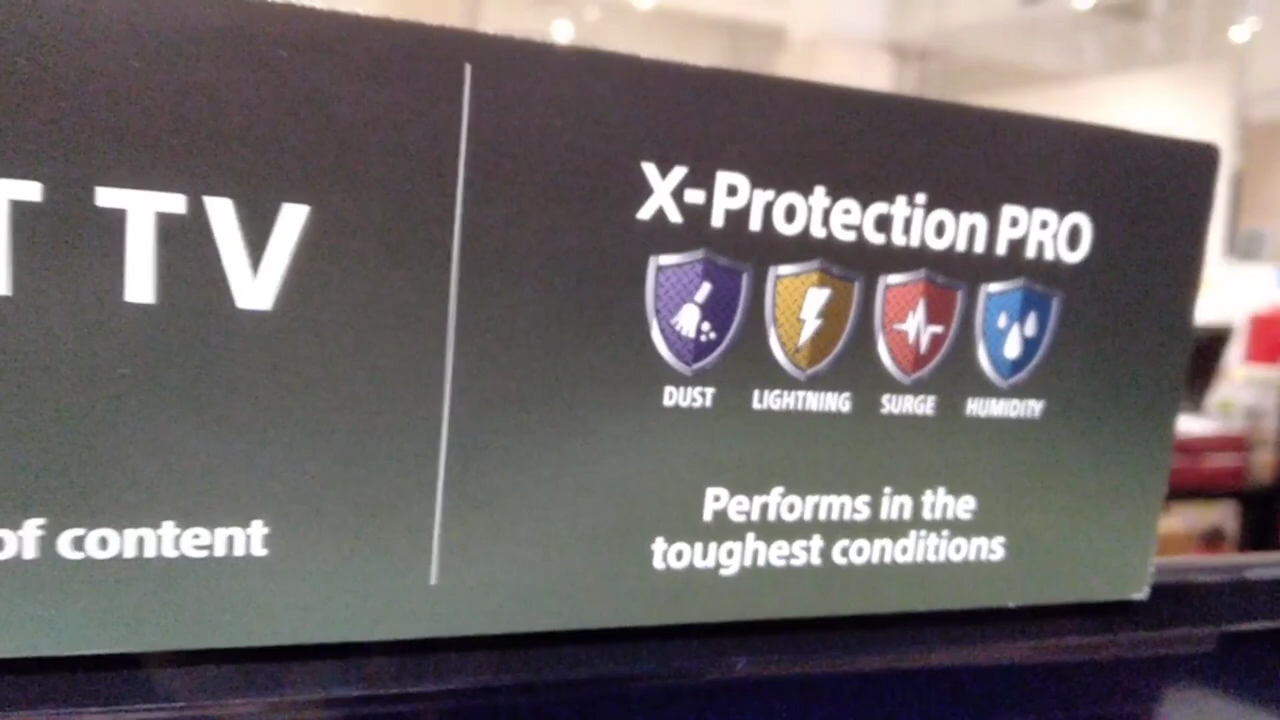 T TV
of content
X-Protection PRO
DUST LIGHTNING SURGE HUMIDITY
Performs in the
toughest conditions